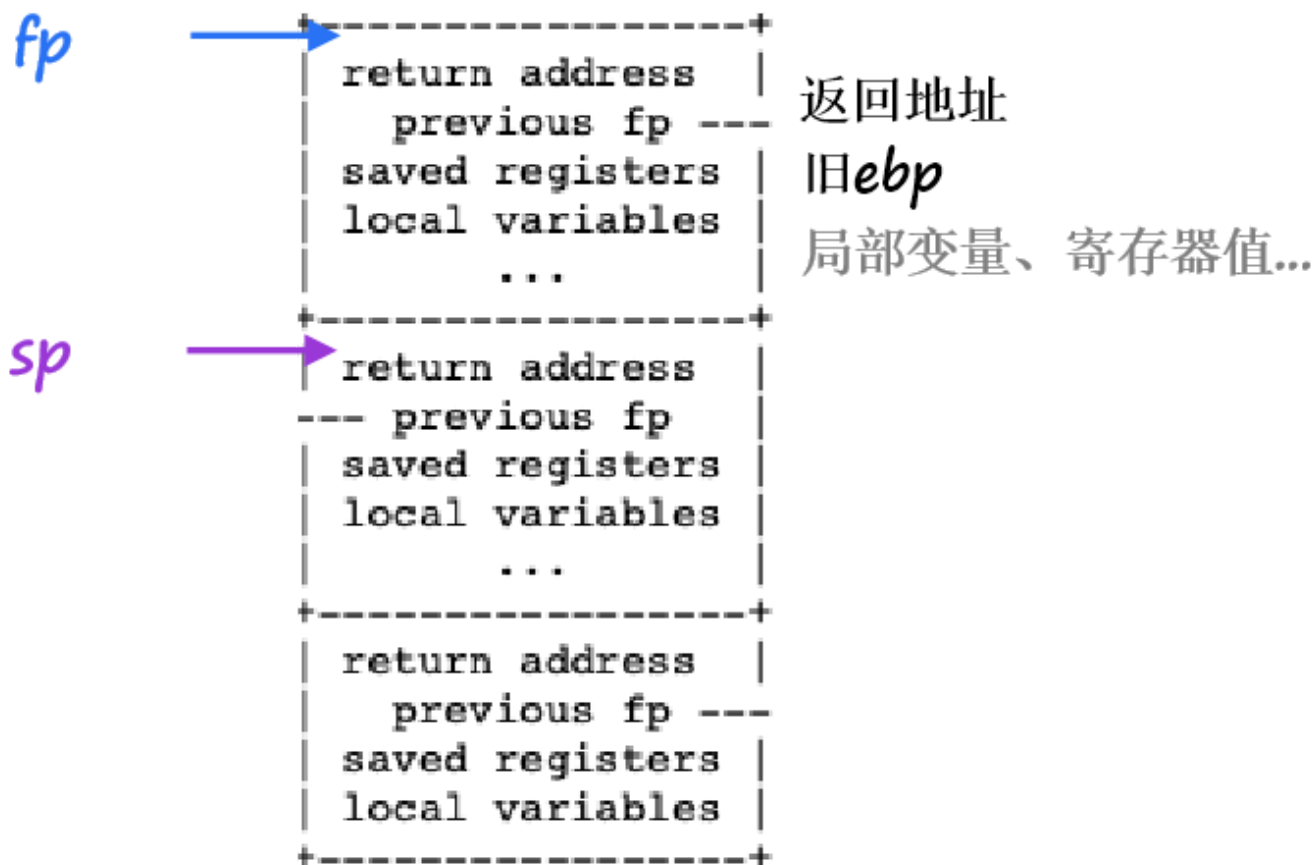 fp
return address
previous fp ---
saved registers
local variables
...
返回地址
旧ebp
局部变量、寄存器值...
sp
return address
--- previous fp
saved registers
local variables
...
return address
previous fp ---
saved registers
local variables